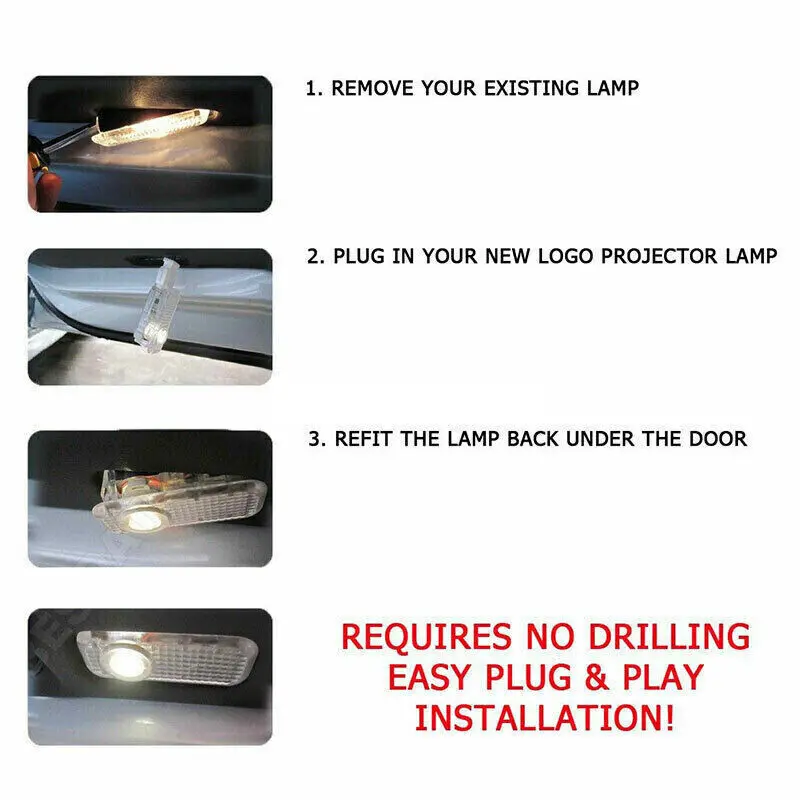 1. REMOVE YOUR EXISTING LAMP
2. PLUG IN YOUR NEW LOGO PROJECTOR LAMP
3. REFIT THE LAMP BACK UNDER THE DOOR
REQUIRES NO DRILLING
EASY PLUG & PLAY
INSTALLATION!